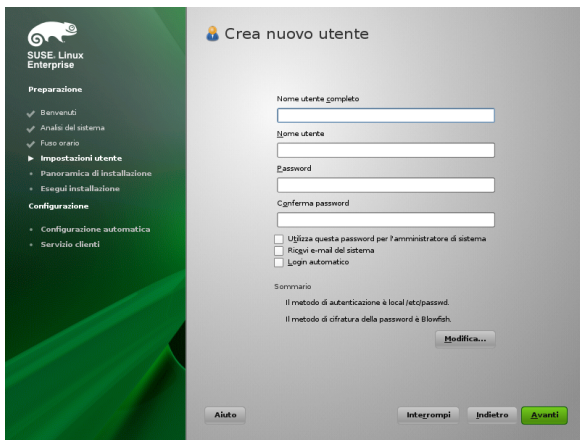 SUSE. Linux
Enterprise
Preparazione
Benvenuti
Analisi del sistema
Fuso orario
Impostazioni utente
Panoramica di installazione
Esegui installazione
Configurazione
Configurazione automatica
Servizio clienti
Crea nuovo utente
Nome utente completo
Nome utente
Password
Conferma password
Utilizza questa password per l'amministratore di sistema
Ricevi e-mail del sistema
Login automatico
Sommario
Il metodo di autenticazione è local /etc/passwd.
Il metodo di cifratura della password è Blowfish.
Modifica...
Aiuto
Interrompi
Indietro
Avanti